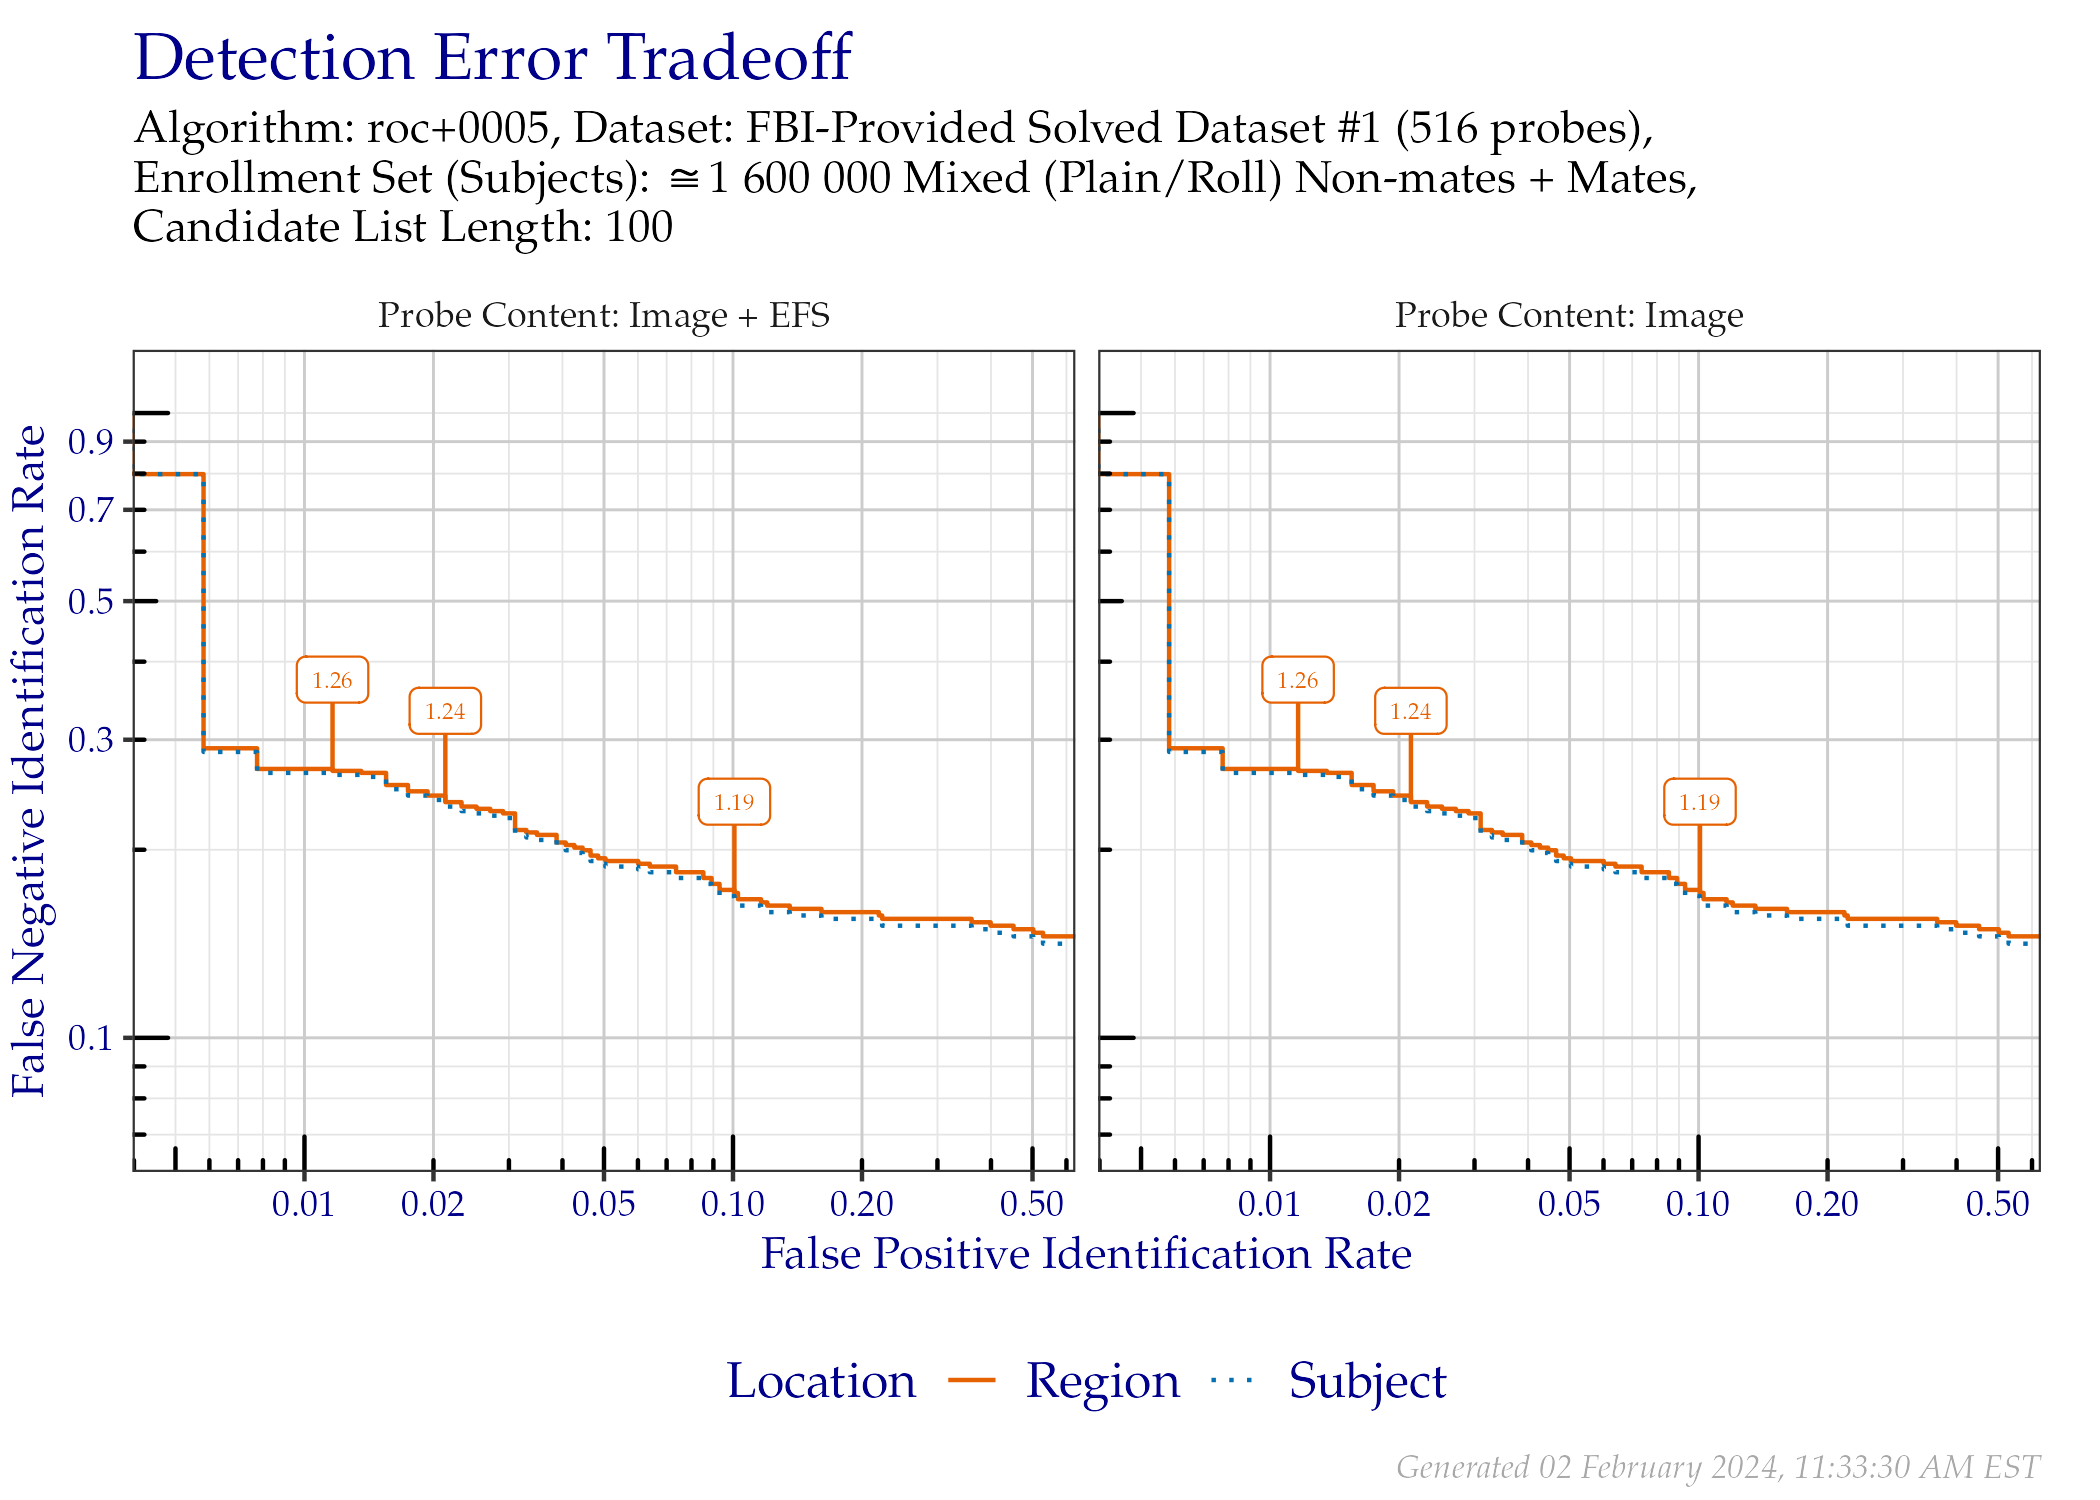 Detection Error Tradeoff
Algorithm: roc+0005, Dataset: FBI-Provided Solved Dataset #1 (516 probes),
Enrollment Set (Subjects): ≅1 600 000 Mixed (Plain/Roll) Non-mates + Mates,
Candidate List Length: 100
Probe Content: Image + EFS
Probe Content: Image
False Negative Identification Rate
0.9
0.7
0.5
0.3
0.1
1.26
1.24
1.19
1.26
1.24
1.19
0.01 0.02 0.05 0.10 0.20 0.50
0.01 0.02 0.05 0.10 0.20 0.50
False Positive Identification Rate
Location Region Subject
Generated 02 February 2024, 11:33:30 AM EST